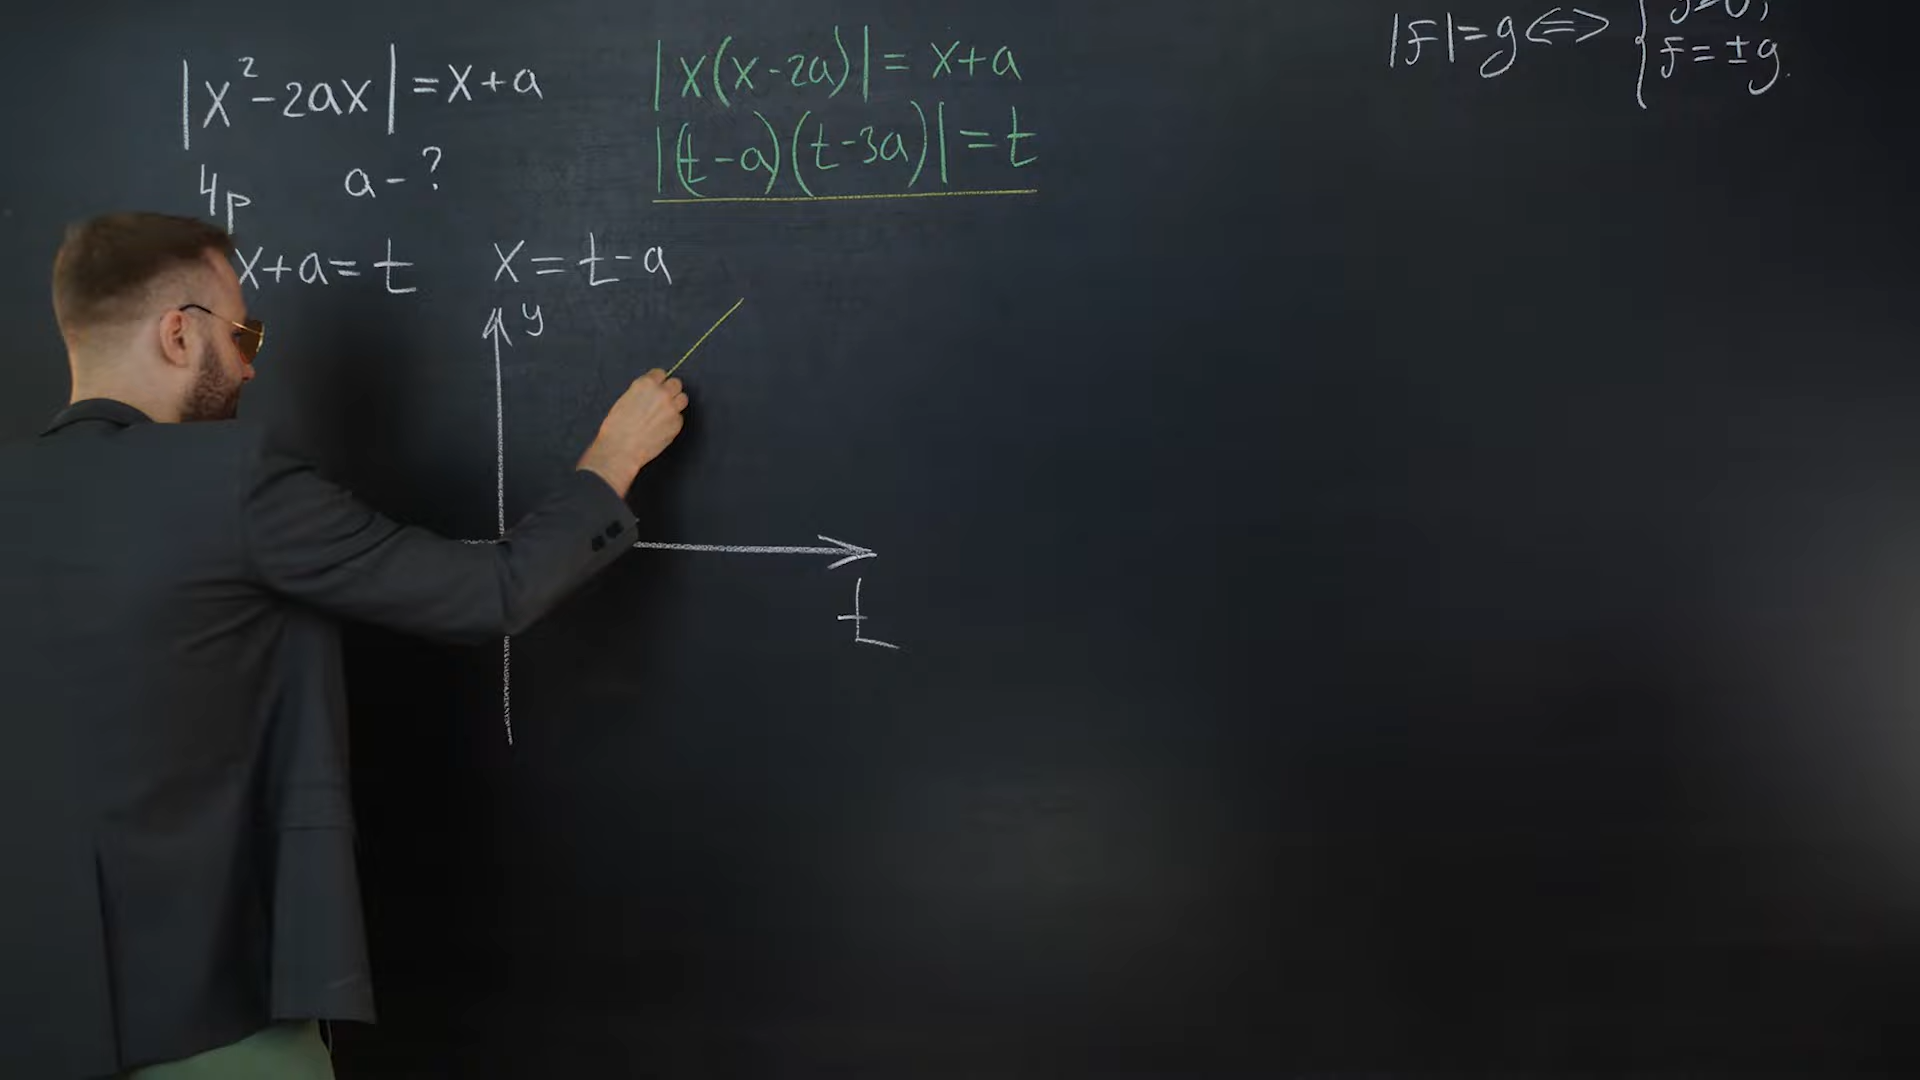 |x²-2ax|=x+a
4p a-?
x+a=t x=t-a
|x(x-2a)|=x+a
|(t-a)(t-3a)|=t
y
t
|f|=g⇔{
f=±g.